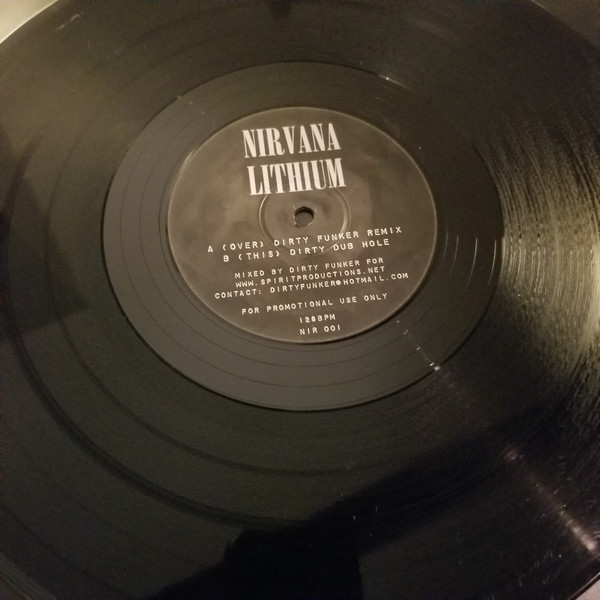 NIRVANA
LITHIUM
A (OVER) DIRTY FUNKER REMIX
B (THIS) DIRTY DUB HOLE
MIXED BY DIRTY FUNKER FOR
WWW.SPIRITPRODUCTIONS.NET
CONTACT: DIRTYFUNKER@HOTMAIL.COM
FOR PROMOTIONAL USE ONLY
128BPM
NIR 001